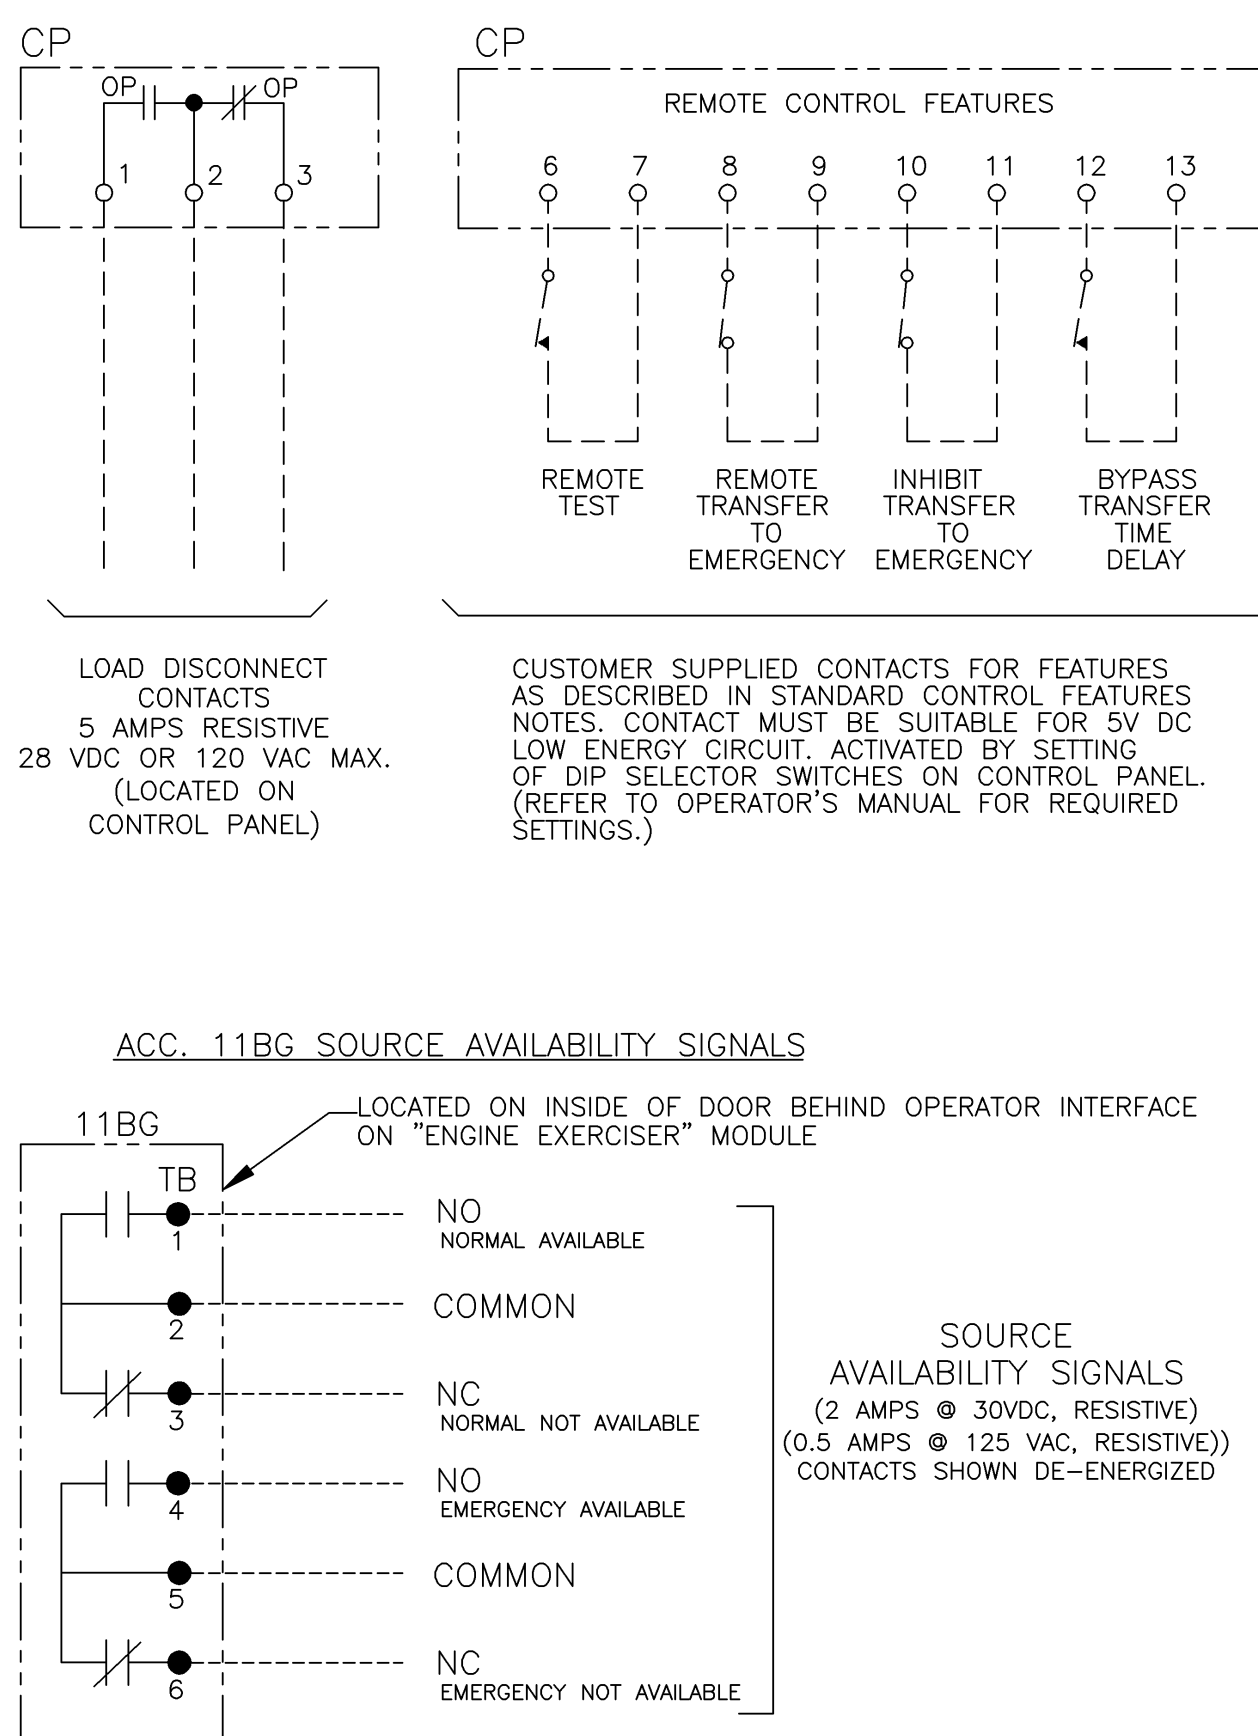 CP
OP
OP
1
2
3
LOAD DISCONNECT
CONTACTS
5 AMPS RESISTIVE
28 VDC OR 120 VAC MAX.
(LOCATED ON
CONTROL PANEL)
CP
REMOTE CONTROL FEATURES
6 7 8 9 10 11 12 13
REMOTE
TEST
REMOTE
TRANSFER
TO
EMERGENCY
INHIBIT
TRANSFER
TO
EMERGENCY
BYPASS
TRANSFER
TIME
DELAY
CUSTOMER SUPPLIED CONTACTS FOR FEATURES
AS DESCRIBED IN STANDARD CONTROL FEATURES
NOTES. CONTACT MUST BE SUITABLE FOR 5V DC
LOW ENERGY CIRCUIT. ACTIVATED BY SETTING
OF DIP SELECTOR SWITCHES ON CONTROL PANEL.
(REFER TO OPERATOR'S MANUAL FOR REQUIRED
SETTINGS.)
ACC. 11BG SOURCE AVAILABILITY SIGNALS
LOCATED ON INSIDE OF DOOR BEHIND OPERATOR INTERFACE
ON "ENGINE EXERCISER" MODULE
11BG
TB
1
NO
NORMAL AVAILABLE
2
COMMON
3
NC
NORMAL NOT AVAILABLE
4
NO
EMERGENCY AVAILABLE
5
COMMON
6
NC
EMERGENCY NOT AVAILABLE
SOURCE
AVAILABILITY SIGNALS
(2 AMPS @ 30VDC, RESISTIVE)
(0.5 AMPS @ 125 VAC, RESISTIVE))
CONTACTS SHOWN DE-ENERGIZED